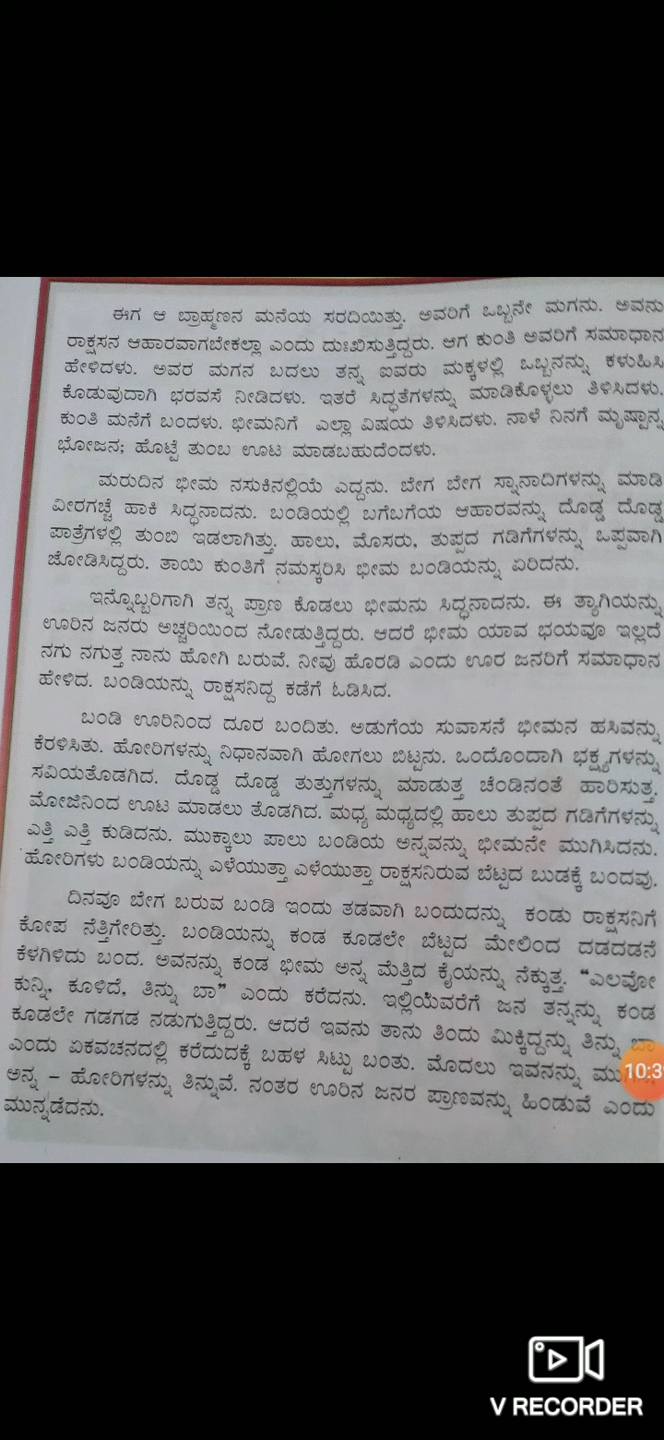 ಈಗ ಆ ಬ್ರಾಹ್ಮಣನ ಮನೆಯ ಸರದಿಯಿತ್ತು. ಅವರಿಗೆ ಒಬ್ಬನೇ ಮಗನು. ಅವನು
ರಾಕ್ಷಸನ ಆಹಾರವಾಗಬೇಕಲ್ಲಾ ಎಂದು ದುಃಖಿಸುತ್ತಿದ್ದರು. ಆಗ ಕುಂತಿ ಅವರಿಗೆ ಸಮಾಧಾನ
ಹೇಳಿದಳು. ಅವರ ಮಗನ ಬದಲು ತನ್ನ ಐವರು ಮಕ್ಕಳಲ್ಲಿ ಒಬ್ಬನನ್ನು ಕಳುಹಿಸಿ
ಕೊಡುವುದಾಗಿ ಭರವಸೆ ನೀಡಿದಳು. ಇತರೆ ಸಿದ್ಧತೆಗಳನ್ನು ಮಾಡಿಕೊಳ್ಳಲು ತಿಳಿಸಿದಳು.
ಕುಂತಿ ಮನೆಗೆ ಬಂದಳು. ಭೀಮನಿಗೆ ಎಲ್ಲಾ ವಿಷಯ ತಿಳಿಸಿದಳು. ನಾಳೆ ನಿನಗೆ ಮೃಷ್ಟಾನ್ನ
ಭೋಜನ; ಹೊಟ್ಟೆ ತುಂಬ ಊಟ ಮಾಡಬಹುದೆಂದಳು.
ಮರುದಿನ ಭೀಮ ನಸುಕಿನಲ್ಲಿಯೆ ಎದ್ದನು. ಬೇಗ ಬೇಗ ಸ್ನಾನಾದಿಗಳನ್ನು ಮಾಡಿ
ವೀರಗಚ್ಚೆ ಹಾಕಿ ಸಿದ್ಧನಾದನು. ಬಂಡಿಯಲ್ಲಿ ಬಗೆಬಗೆಯ ಆಹಾರವನ್ನು ದೊಡ್ಡ ದೊಡ್ಡ
ಪಾತ್ರೆಗಳಲ್ಲಿ ತುಂಬಿ ಇಡಲಾಗಿತ್ತು. ಹಾಲು, ಮೊಸರು, ತುಪ್ಪದ ಗಡಿಗೆಗಳನ್ನು ಒಪ್ಪವಾಗಿ
ಜೋಡಿಸಿದ್ದರು. ತಾಯಿ ಕುಂತಿಗೆ ನಮಸ್ಕರಿಸಿ ಭೀಮ ಬಂಡಿಯನ್ನು ಏರಿದನು.
ಇನ್ನೊಬ್ಬರಿಗಾಗಿ ತನ್ನ ಪ್ರಾಣ ಕೊಡಲು ಭೀಮನು ಸಿದ್ಧನಾದನು. ಈ ತ್ಯಾಗಿಯನ್ನು
ಊರಿನ ಜನರು ಅಚ್ಚರಿಯಿಂದ ನೋಡುತ್ತಿದ್ದರು. ಆದರೆ ಭೀಮ ಯಾವ ಭಯವೂ ಇಲ್ಲದೆ
ನಗು ನಗುತ್ತ ನಾನು ಹೋಗಿ ಬರುವೆ. ನೀವು ಹೊರಡಿ ಎಂದು ಊರ ಜನರಿಗೆ ಸಮಾಧಾನ
ಹೇಳಿದ. ಬಂಡಿಯನ್ನು ರಾಕ್ಷಸನಿದ್ದ ಕಡೆಗೆ ಓಡಿಸಿದ.
ಬಂಡಿ ಊರಿನಿಂದ ದೂರ ಬಂದಿತು. ಅಡುಗೆಯ ಸುವಾಸನೆ ಭೀಮನ ಹಸಿವನ್ನು
ಕೆರಳಿಸಿತು. ಹೋರಿಗಳನ್ನು ನಿಧಾನವಾಗಿ ಹೋಗಲು ಬಿಟ್ಟನು. ಒಂದೊಂದಾಗಿ ಭಕ್ಷ್ಯಗಳನ್ನು
ಸವಿಯತೊಡಗಿದ. ದೊಡ್ಡ ದೊಡ್ಡ ತುತ್ತುಗಳನ್ನು ಮಾಡುತ್ತ ಚೆಂಡಿನಂತೆ ಹಾರಿಸುತ್ತ,
ಮೋಜಿನಿಂದ ಊಟ ಮಾಡಲು ತೊಡಗಿದ. ಮಧ್ಯ ಮಧ್ಯದಲ್ಲಿ ಹಾಲು ತುಪ್ಪದ ಗಡಿಗೆಗಳನ್ನು
ಎತ್ತಿ ಎತ್ತಿ ಕುಡಿದನು. ಮುಕ್ಕಾಲು ಪಾಲು ಬಂಡಿಯ ಅನ್ನವನ್ನು ಭೀಮನೇ ಮುಗಿಸಿದನು.
ಹೋರಿಗಳು ಬಂಡಿಯನ್ನು ಎಳೆಯುತ್ತಾ ಎಳೆಯುತ್ತಾ ರಾಕ್ಷಸನಿರುವ ಬೆಟ್ಟದ ಬುಡಕ್ಕೆ ಬಂದವು.
ದಿನವೂ ಬೇಗ ಬರುವ ಬಂಡಿ ಇಂದು ತಡವಾಗಿ ಬಂದುದನ್ನು ಕಂಡು ರಾಕ್ಷಸನಿಗೆ
ಕೋಪ ನೆತ್ತಿಗೇರಿತ್ತು. ಬಂಡಿಯನ್ನು ಕಂಡ ಕೂಡಲೇ ಬೆಟ್ಟದ ಮೇಲಿಂದ ದಡದಡನೆ
ಕೆಳಗಿಳಿದು ಬಂದ. ಅವನನ್ನು ಕಂಡ ಭೀಮ ಅನ್ನ ಮೆತ್ತಿದ ಕೈಯನ್ನು ನೆಕ್ಕುತ್ತ, “ಎಲವೋ
ಕುನ್ನಿ, ಕೂಳಿದೆ, ತಿನ್ನು ಬಾ” ಎಂದು ಕರೆದನು. ಇಲ್ಲಿಯವರೆಗೆ ಜನ ತನ್ನನ್ನು ಕಂಡ
ಕೂಡಲೇ ಗಡಗಡ ನಡುಗುತ್ತಿದ್ದರು. ಆದರೆ ಇವನು ತಾನು ತಿಂದು ಮಿಕ್ಕಿದ್ದನ್ನು ತಿನ್ನು ಬಾ
ಎಂದು ಏಕವಚನದಲ್ಲಿ ಕರೆದುದಕ್ಕೆ ಬಹಳ ಸಿಟ್ಟು ಬಂತು. ಮೊದಲು ಇವನನ್ನು
ಅನ್ನ – ಹೋರಿಗಳನ್ನು ತಿನ್ನುವೆ. ನಂತರ ಊರಿನ ಜನರ ಪ್ರಾಣವನ್ನು ಹಿಂಡುವೆ ಎಂದು
ಮುನ್ನಡೆದನು.
10:3
V RECORDER